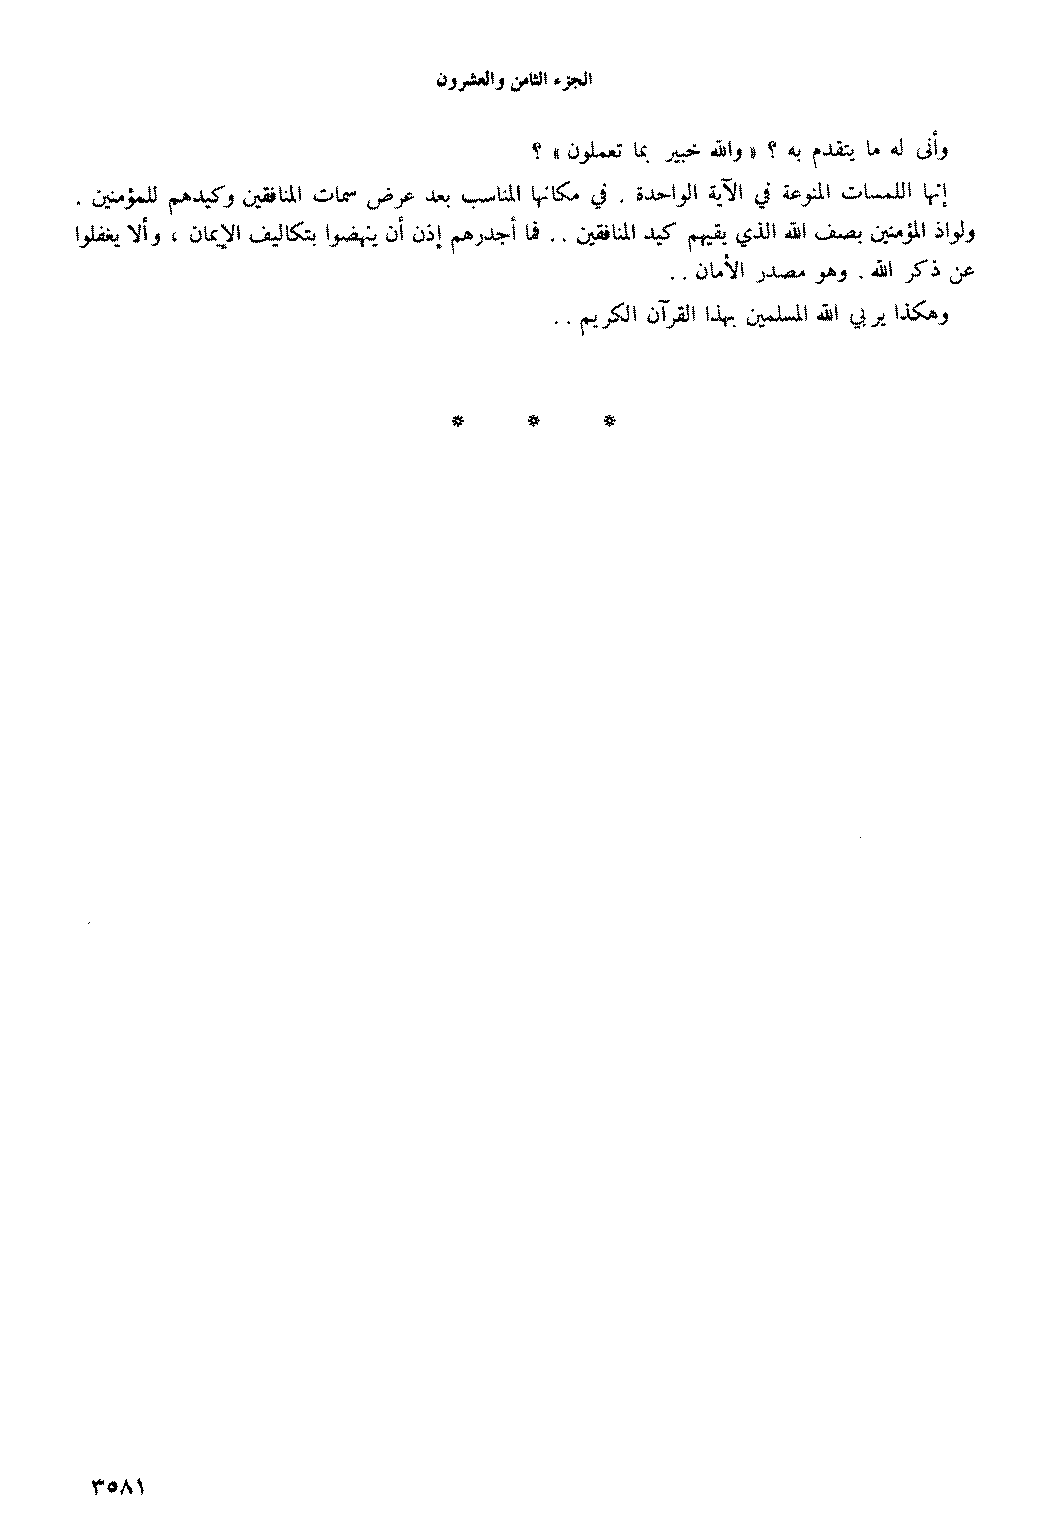 الجزء الثامن والعشرون
وأنى له ما يتقدم به ؟ « والله خبير بما تعملون » ؟
إنها اللمسات المنوعة في الآية الواحدة . في مكانها المناسب بعد عرض سمات المنافقين وكيدهم للمؤمنين .
ولواذ المؤمنين بصف الله الذي يقيهم كيد المنافقين .. فما أجدرهم إذن أن ينهضوا بتكاليف الإيمان ، وألا يغفلوا
عن ذكر الله . وهو مصدر الأمان ..
وهكذا يربي الله المسلمين بهذا القرآن الكريم ..
* * *
٣٥٨١